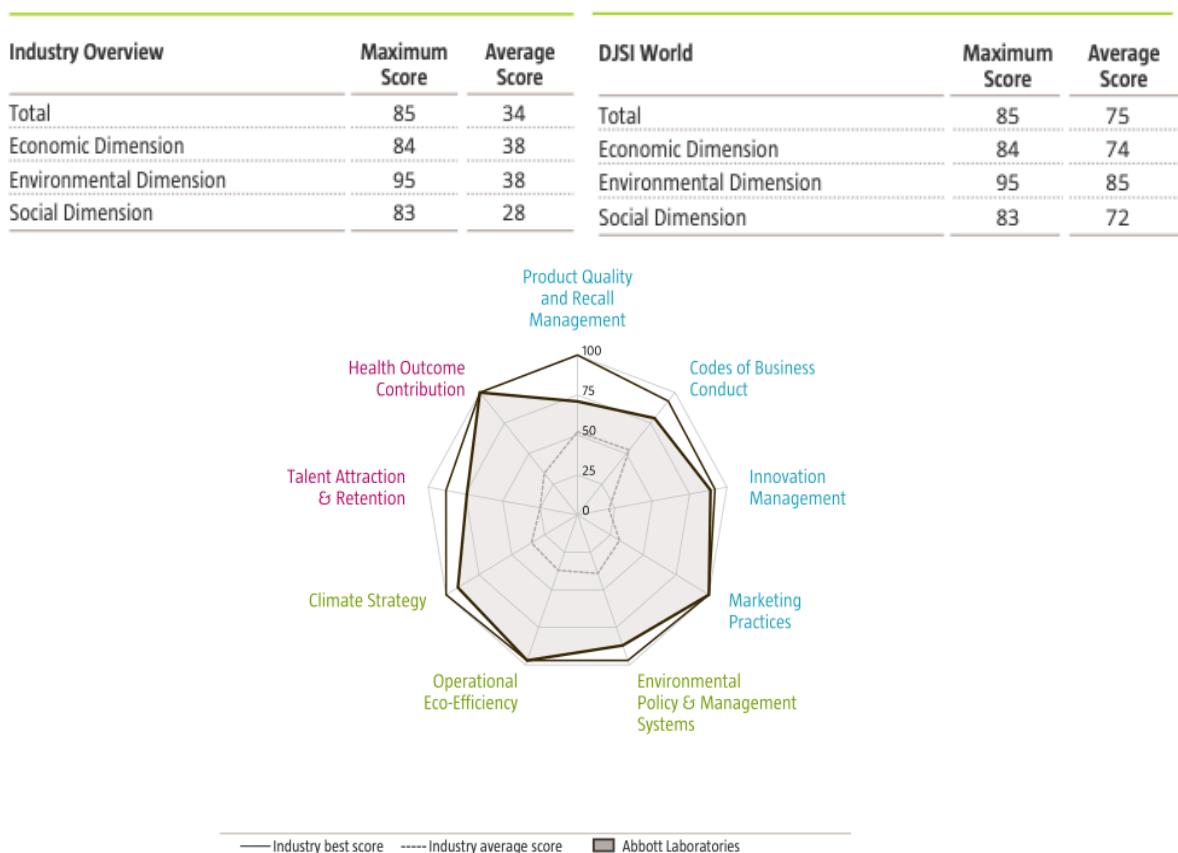 Industry Overview Maximum Score Average Score
Total 85 34
Economic Dimension 84 38
Environmental Dimension 95 38
Social Dimension 83 28
DJSI World Maximum Score Average Score
Total 85 75
Economic Dimension 84 74
Environmental Dimension 95 85
Social Dimension 83 72
Product Quality
and Recall
Management
Health Outcome
Contribution
Codes of Business
Conduct
100
75
50
25
0
Talent Attraction
& Retention
Innovation
Management
Climate Strategy
Marketing
Practices
Operational
Eco-Efficiency
Environmental
Policy & Management
Systems
Industry best score Industry average score Abbott Laboratories